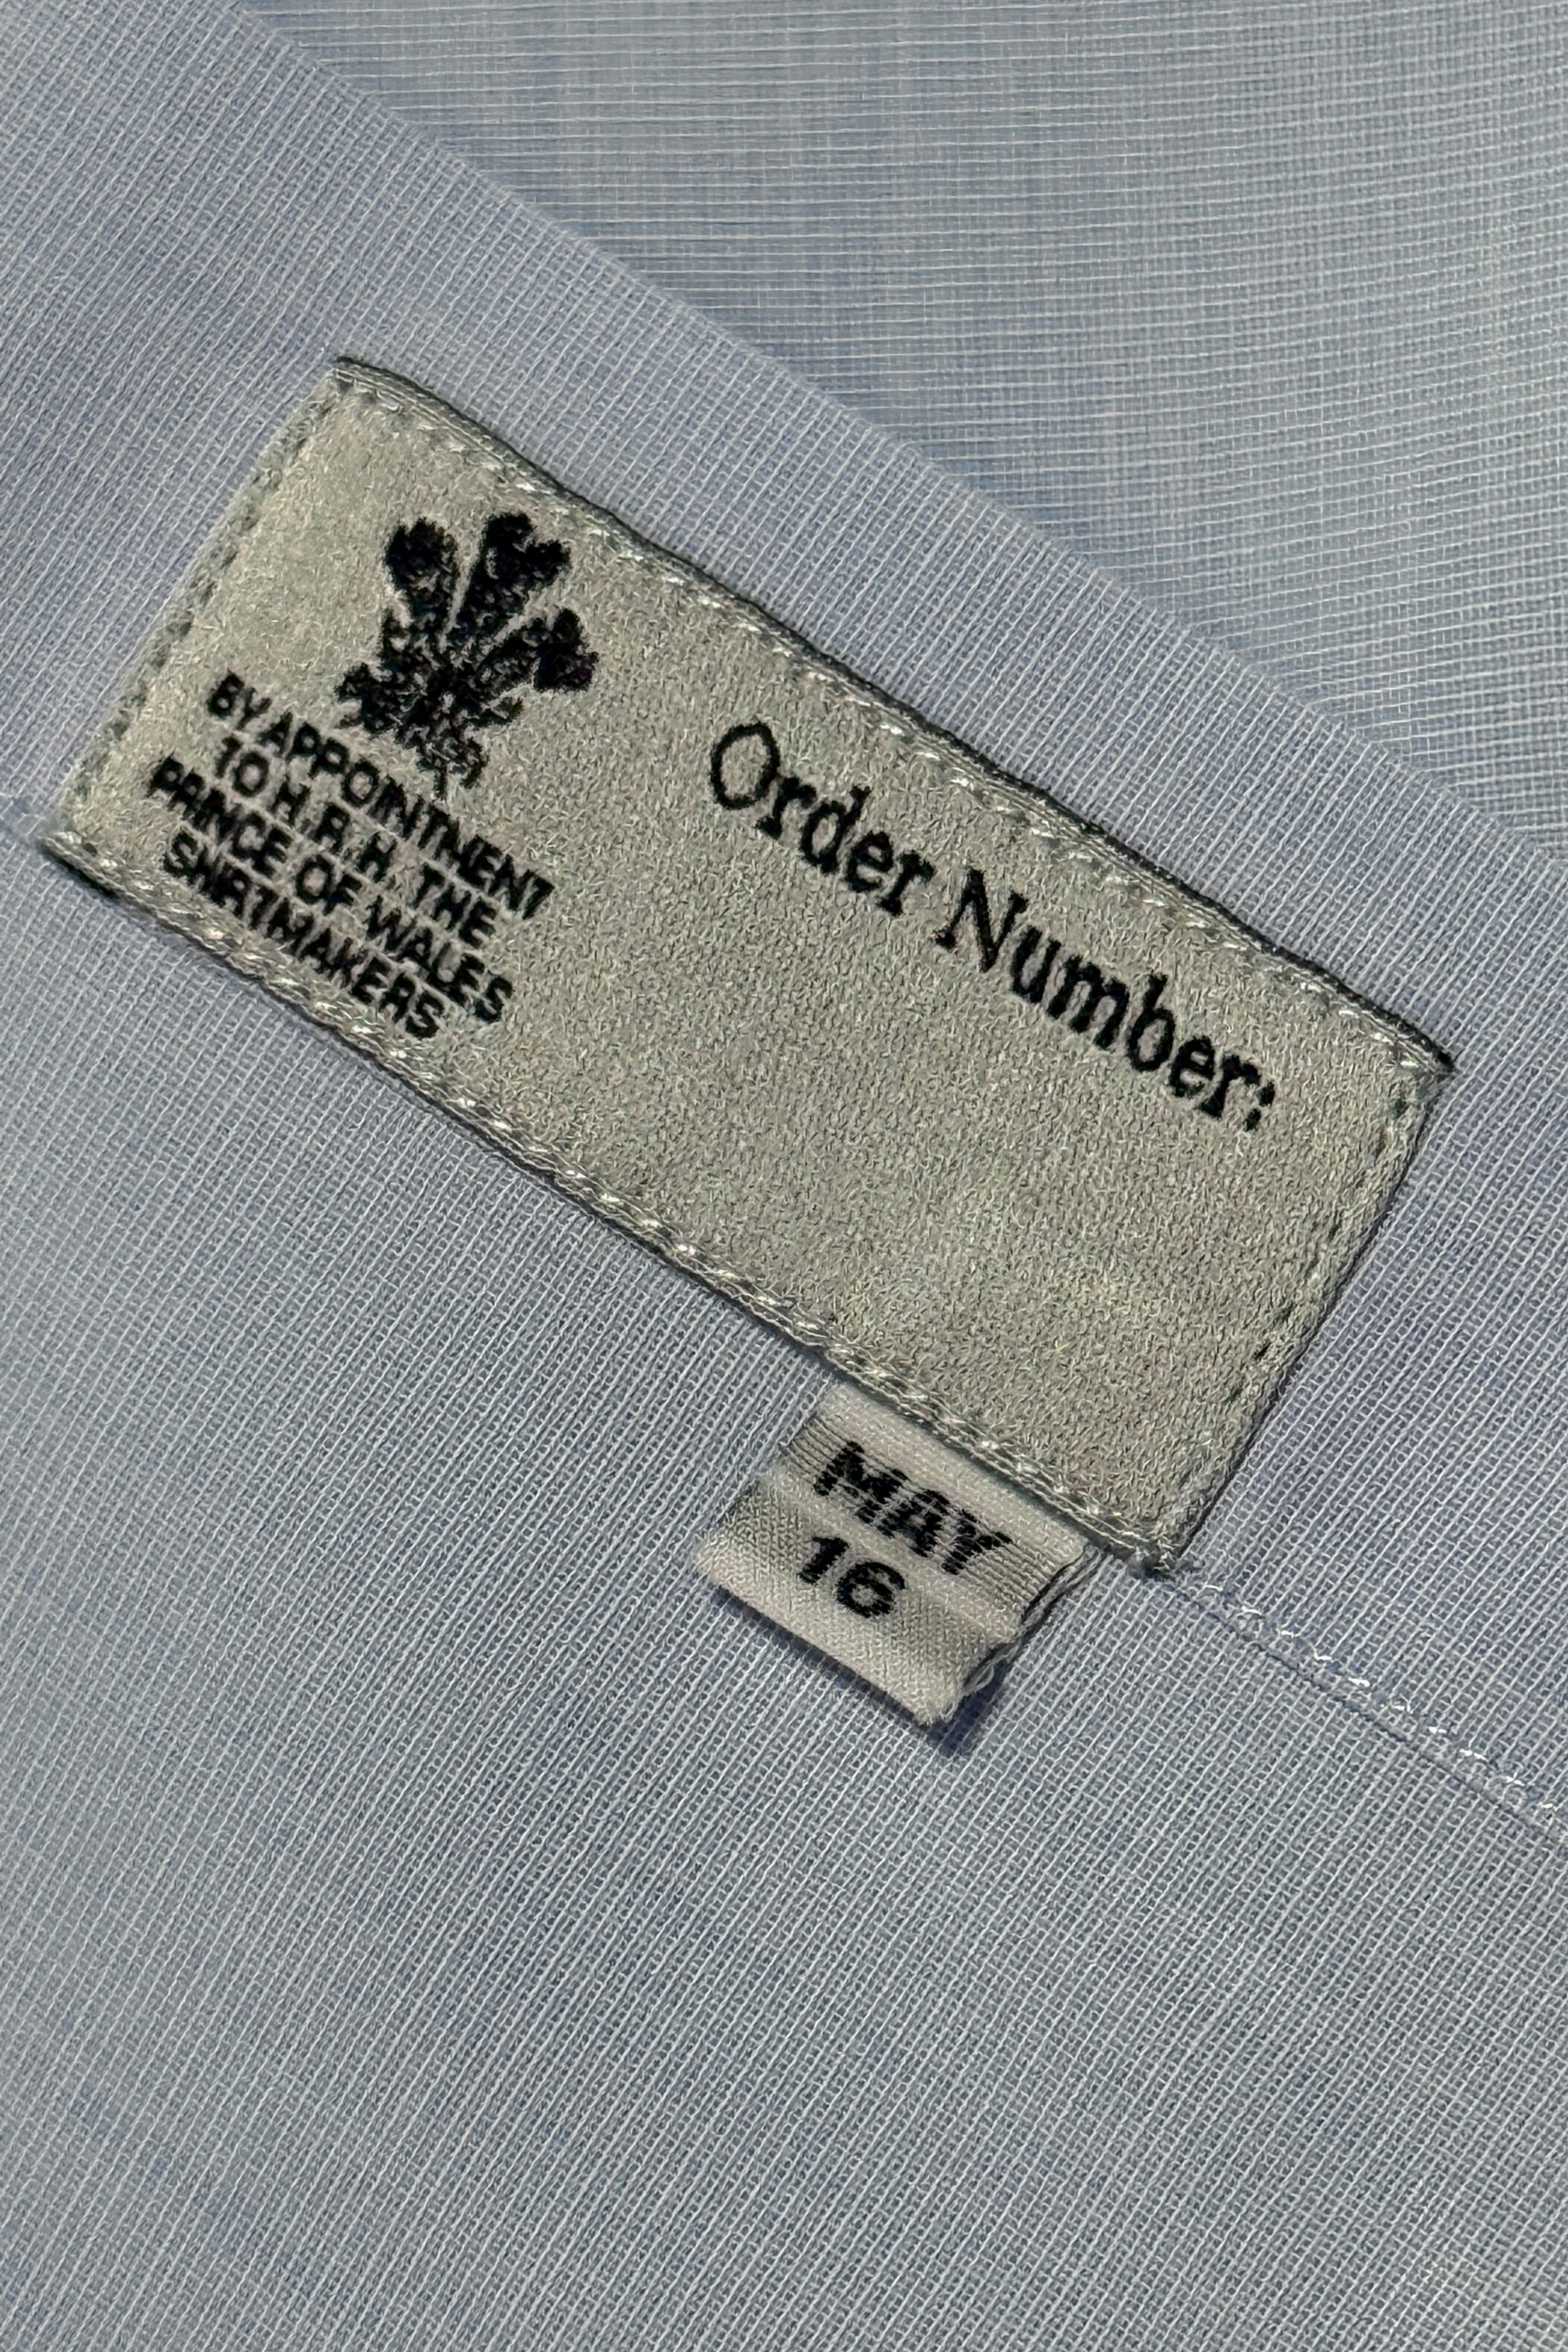 BY APPOINTMENT
TO H.R.H. THE
PRINCE OF WALES
SHIRTMAKERS
Order Number:
MAY
16